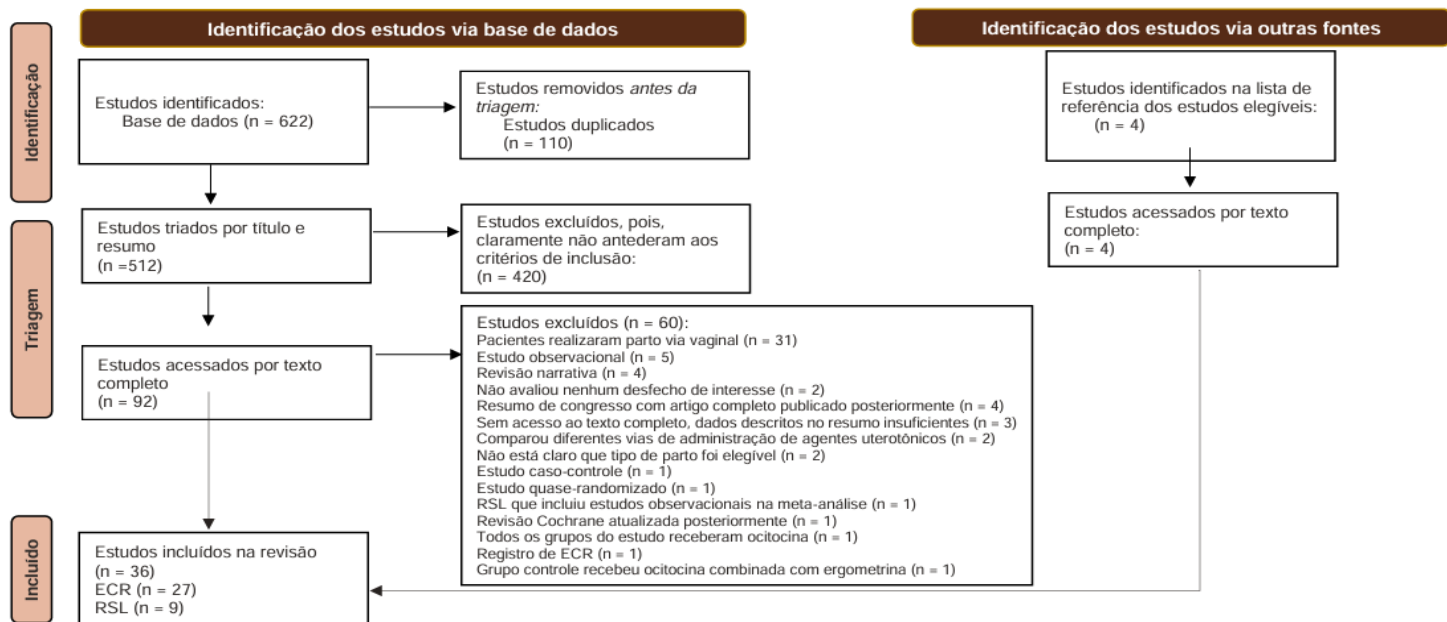 Identificação dos estudos via base de dados
Identificação dos estudos via outras fontes
Identificação
Estudos identificados:
Base de dados (n = 622)
Estudos removidos antes da
triagem:
Estudos duplicados
(n = 110)
Estudos identificados na lista de
referência dos estudos elegíveis:
(n = 4)
Triagem
Estudos triados por título e
resumo
(n =512)
Estudos excluídos, pois,
claramente não antederam aos
critérios de inclusão:
(n = 420)
Estudos acessados por texto
completo:
(n = 4)
Estudos acessados por texto
completo
(n = 92)
Estudos excluídos (n = 60):
Pacientes realizaram parto via vaginal (n = 31)
Estudo observacional (n = 5)
Revisão narrativa (n = 4)
Não avaliou nenhum desfecho de interesse (n = 2)
Resumo de congresso com artigo completo publicado posteriormente (n = 4)
Sem acesso ao texto completo, dados descritos no resumo insuficientes (n = 3)
Comparou diferentes vias de administração de agentes uterotônicos (n = 2)
Não está claro que tipo de parto foi elegível (n = 2)
Estudo caso-controle (n = 1)
Estudo quase-randomizado (n = 1)
RSL que incluiu estudos observacionais na meta-análise (n = 1)
Revisão Cochrane atualizada posteriormente (n = 1)
Todos os grupos do estudo receberam ocitocina (n = 1)
Registro de ECR (n = 1)
Grupo controle recebeu ocitocina combinada com ergometrina (n = 1)
Incluído
Estudos incluídos na revisão
(n = 36)
ECR (n = 27)
RSL (n = 9)